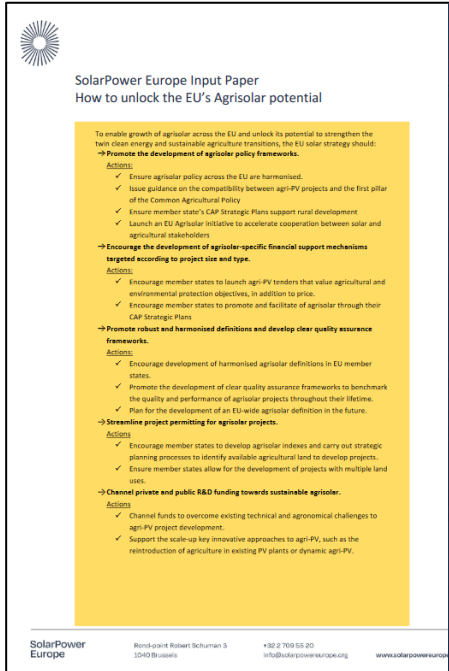 SolarPower Europe Input Paper
How to unlock the EU's Agrisolar potential
To enable growth of agrisolar across the EU and unlock its potential to strengthen the
twin clean energy and sustainable agriculture transitions, the EU solar strategy should:
→ Promote the development of agrisolar policy frameworks.
Actions:
✓ Ensure agrisolar policy across the EU are harmonised.
✓ Issue guidance on the compatibility between agri-PV projects and the first pillar
of the Common Agricultural Policy
✓ Ensure member state's CAP Strategic Plans support rural development
✓ Launch an EU Agrisolar initiative to accelerate cooperation between solar and
agricultural stakeholders
→ Encourage the development of agrisolar-specific financial support mechanisms
targeted according to project size and type.
Actions:
✓ Encourage member states to launch agri-PV tenders that value agricultural and
environmental protection objectives, in addition to price.
✓ Encourage member states to promote and facilitate of agrisolar through their
CAP Strategic Plans
→ Promote robust and harmonised definitions and develop clear quality assurance
frameworks.
Actions:
✓ Encourage development of harmonised agrisolar definitions in EU member
states.
✓ Promote the development of clear quality assurance frameworks to benchmark
the quality and performance of agrisolar projects throughout their lifetime.
✓ Plan for the development of an EU-wide agrisolar definition in the future.
→ Streamline project permitting for agrisolar projects.
Actions
✓ Encourage member states to develop agrisolar indexes and carry out strategic
planning processes to identify available agricultural land to develop projects.
✓ Ensure member states allow for the development of projects with multiple land
uses.
→ Channel private and public R&D funding towards sustainable agrisolar.
Actions
✓ Channel funds to overcome existing technical and agronomical challenges to
agri-PV project development.
✓ Support the scale-up key innovative approaches to agri-PV, such as the
reintroduction of agriculture in existing PV plants or dynamic agri-PV.
SolarPower
Europe
Rond-point Robert Schuman 3
1040 Brussels
+32 2 709 55 20
info@solarpowereurope.org
www.solarpowereurope